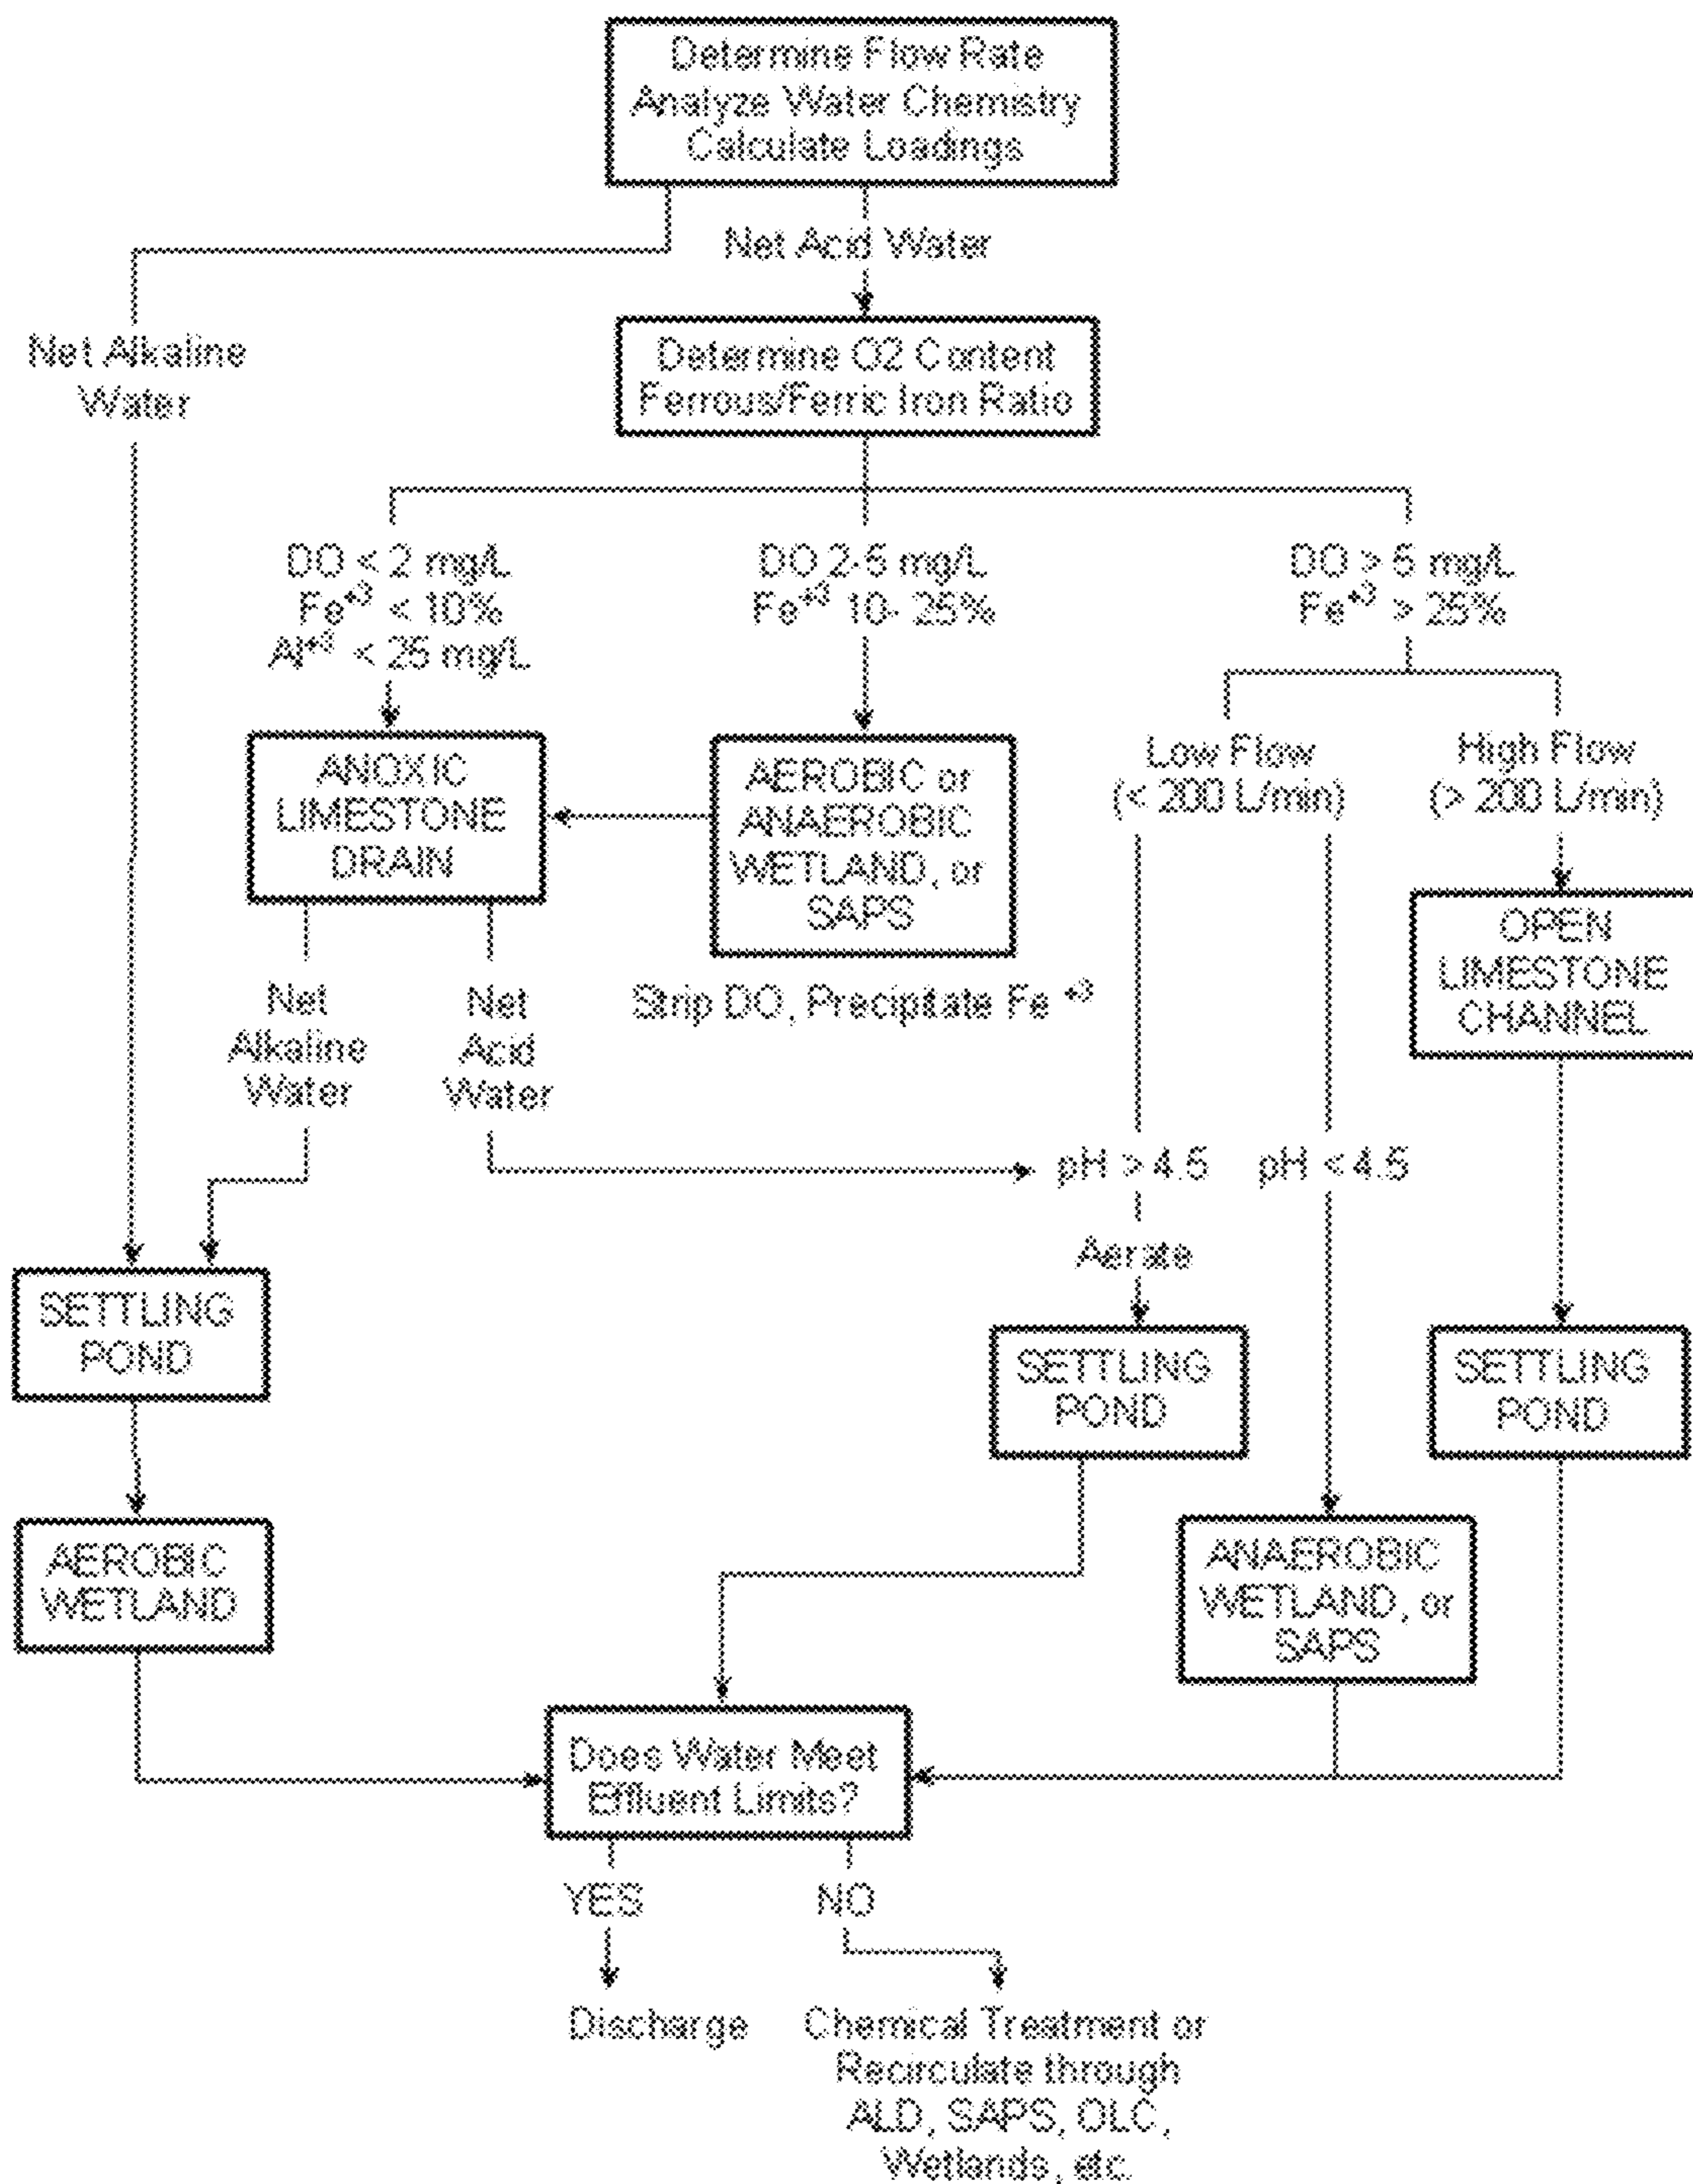 Determine Flow Rate
Analyze Water Chemistry
Calculate Loadings
Net Acid Water
Net Alkaline
Water
Determine O2 Content
Ferrous/Ferric Iron Ratio
DO < 2 mg/L
Fe+3 < 10%
Al+3 < 25 mg/L
DO 2-5 mg/L
Fe+3 10-25%
DO > 5 mg/L
Fe+3 > 25%
Low Flow
(< 200 L/min)
High Flow
(> 200 L/min)
ANOXIC
LIMESTONE
DRAIN
AEROBIC or
ANAEROBIC
WETLAND, or
SAPS
OPEN
LIMESTONE
CHANNEL
Net
Alkaline
Water
Net
Acid
Water
Strip DO, Precipitate Fe +3
pH > 4.5
pH < 4.5
Aerate
SETTLING
POND
SETTLING
POND
SETTLING
POND
AEROBIC
WETLAND
ANAEROBIC
WETLAND, or
SAPS
Does Water Meet
Effluent Limits?
YES
NO
Discharge
Chemical Treatment or
Recirculate through
ALD, SAPS, OLC,
Wetlands, etc.